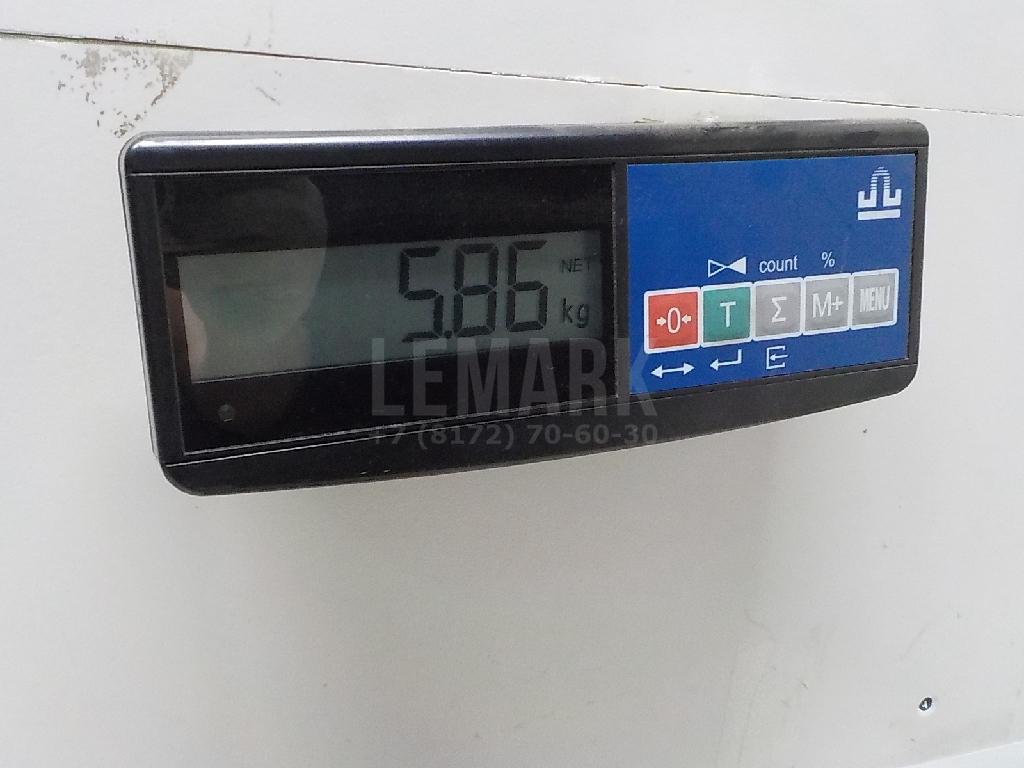 5.86 NET kg
count %
→0← T Σ M+ MENU
LEMARK
+7 (8172) 70-60-30